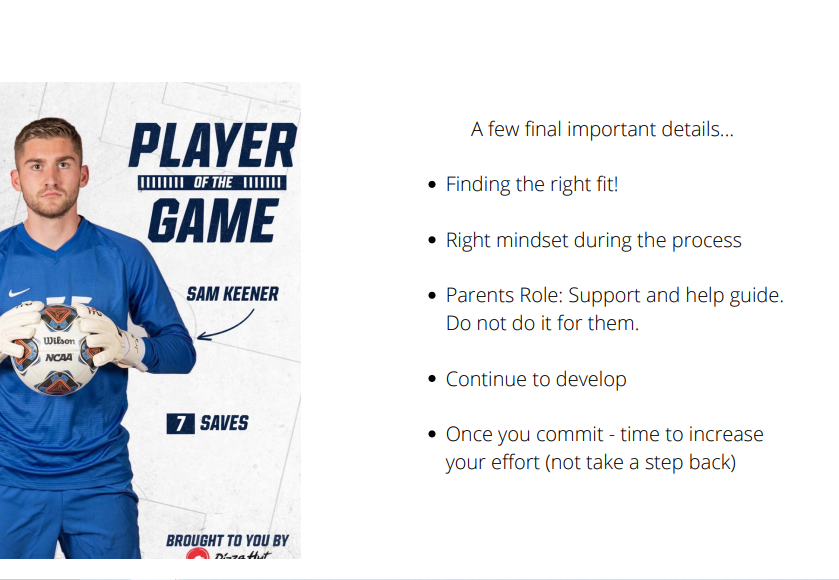 PLAYER
OF THE
GAME
SAM KEENER
Wilson
NCAA
7 SAVES
BROUGHT TO YOU BY
Pizza Hut
A few final important details...
• Finding the right fit!
• Right mindset during the process
• Parents Role: Support and help guide.
Do not do it for them.
• Continue to develop
• Once you commit - time to increase
your effort (not take a step back)